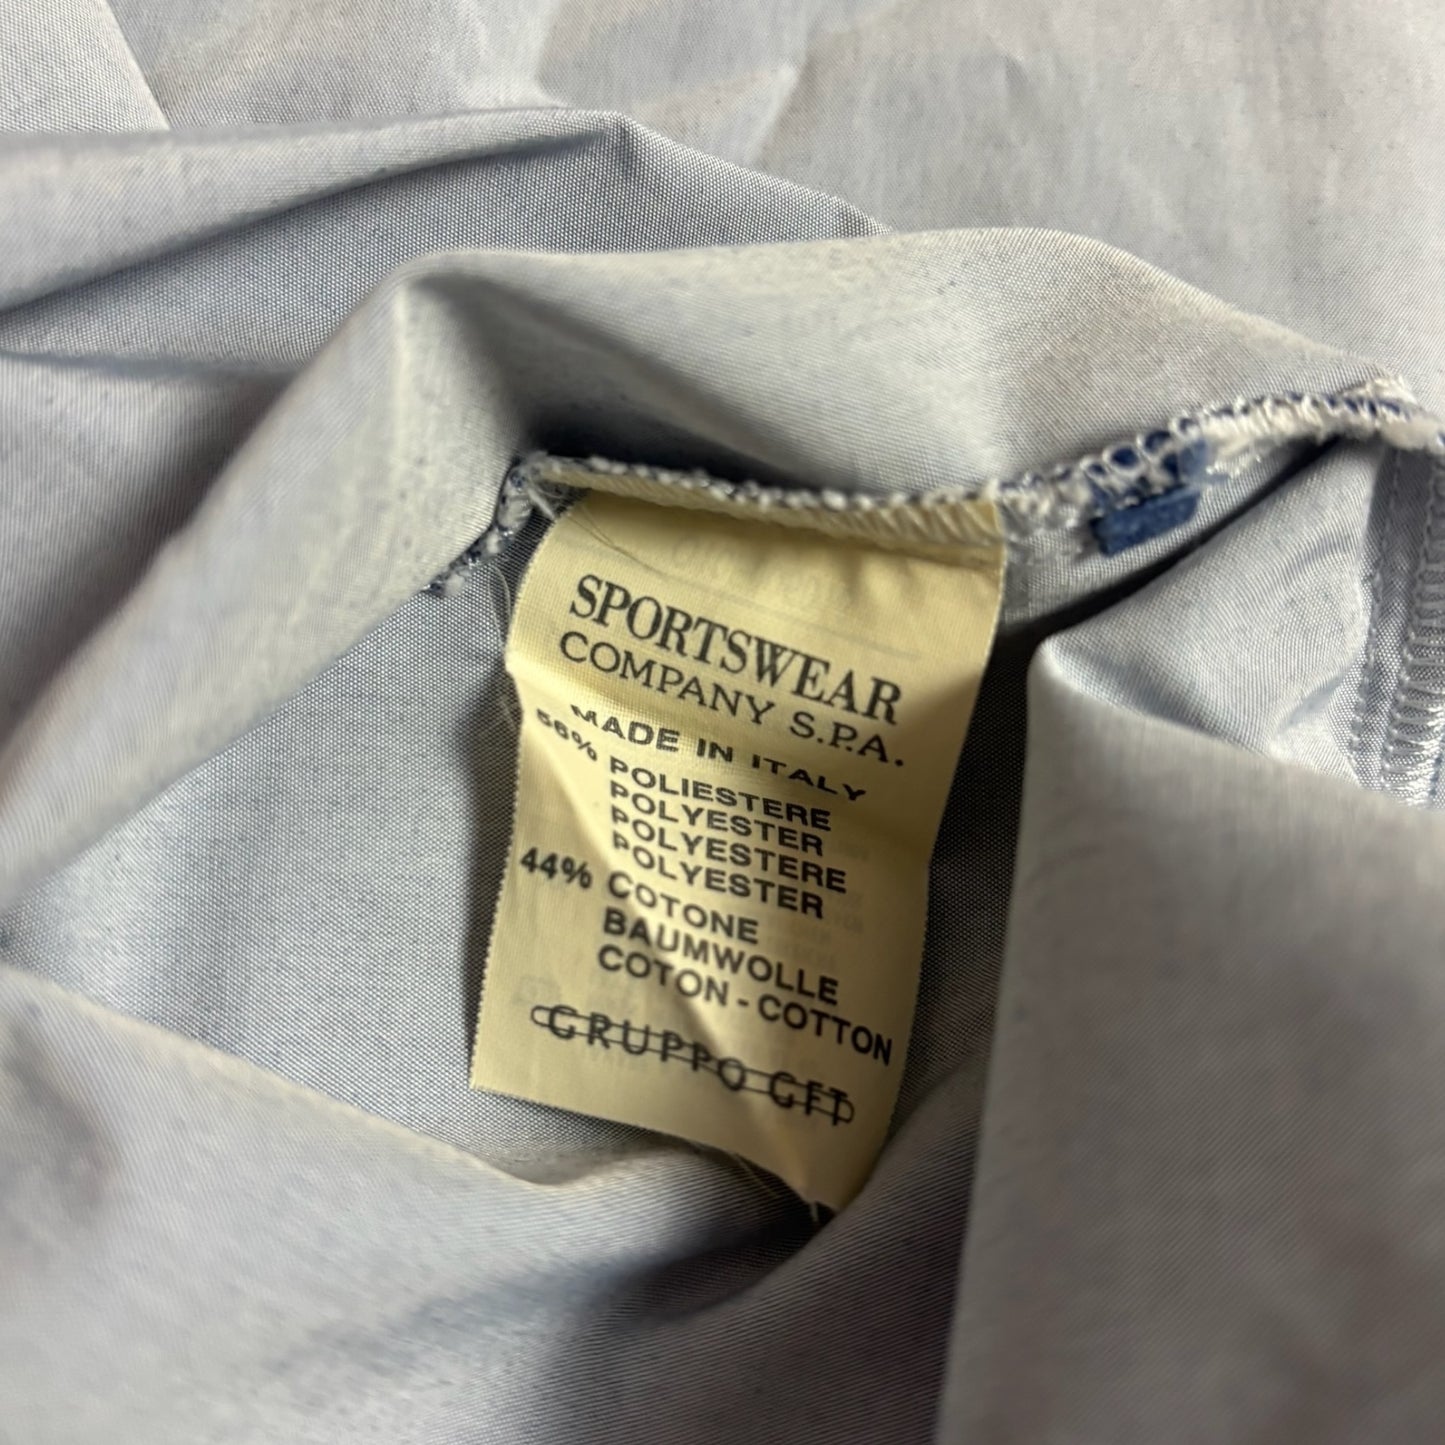 SPORTSWEAR
COMPANY S.P.A.
MADE IN ITALY
56% POLIESTERE
POLYESTER
POLYESTERE
POLYESTER
44% COTONE
BAUMWOLLE
COTON - COTTON
GRUPPO GFT